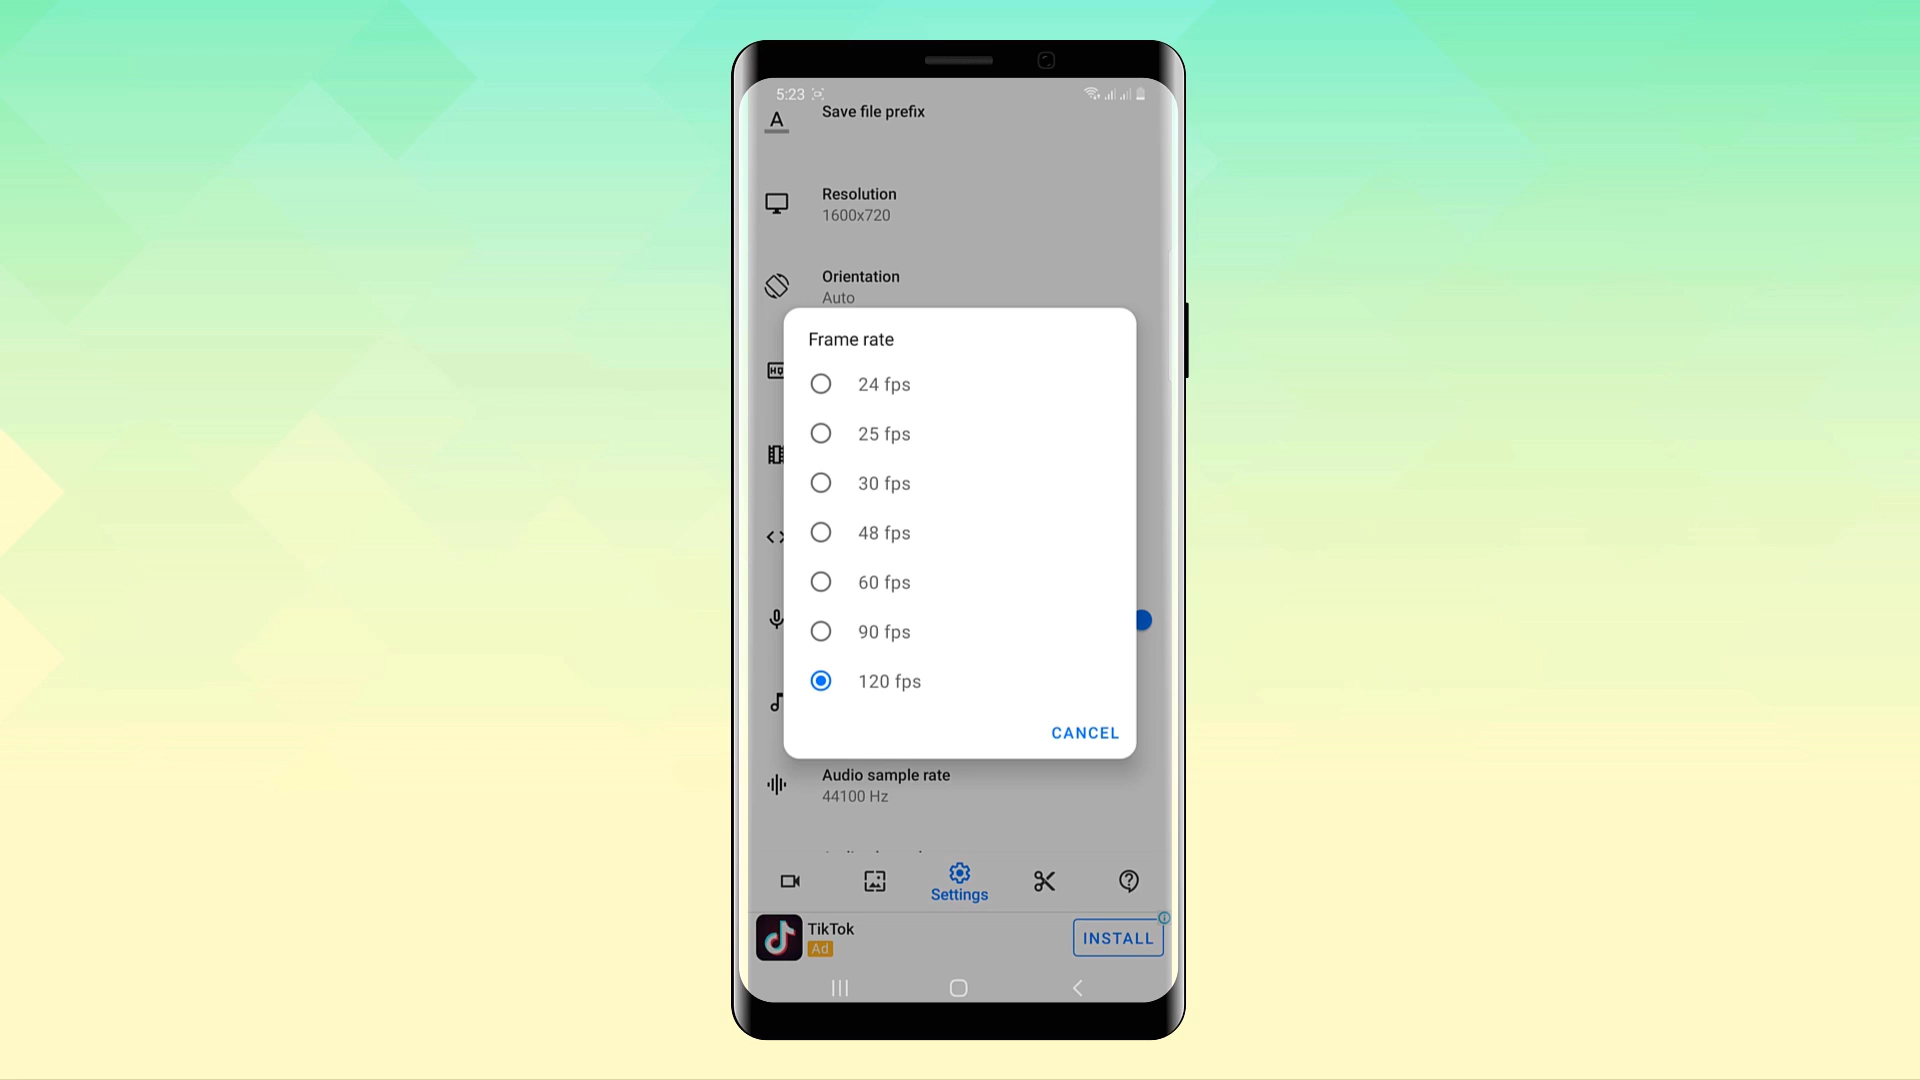 5:23
Save file prefix
A
Resolution
1600x720
Orientation
Auto
Frame rate
24 fps
HQ
25 fps
30 fps
48 fps
60 fps
90 fps
120 fps
CANCEL
Audio sample rate
44100 Hz
Settings
TikTok
Ad
INSTALL